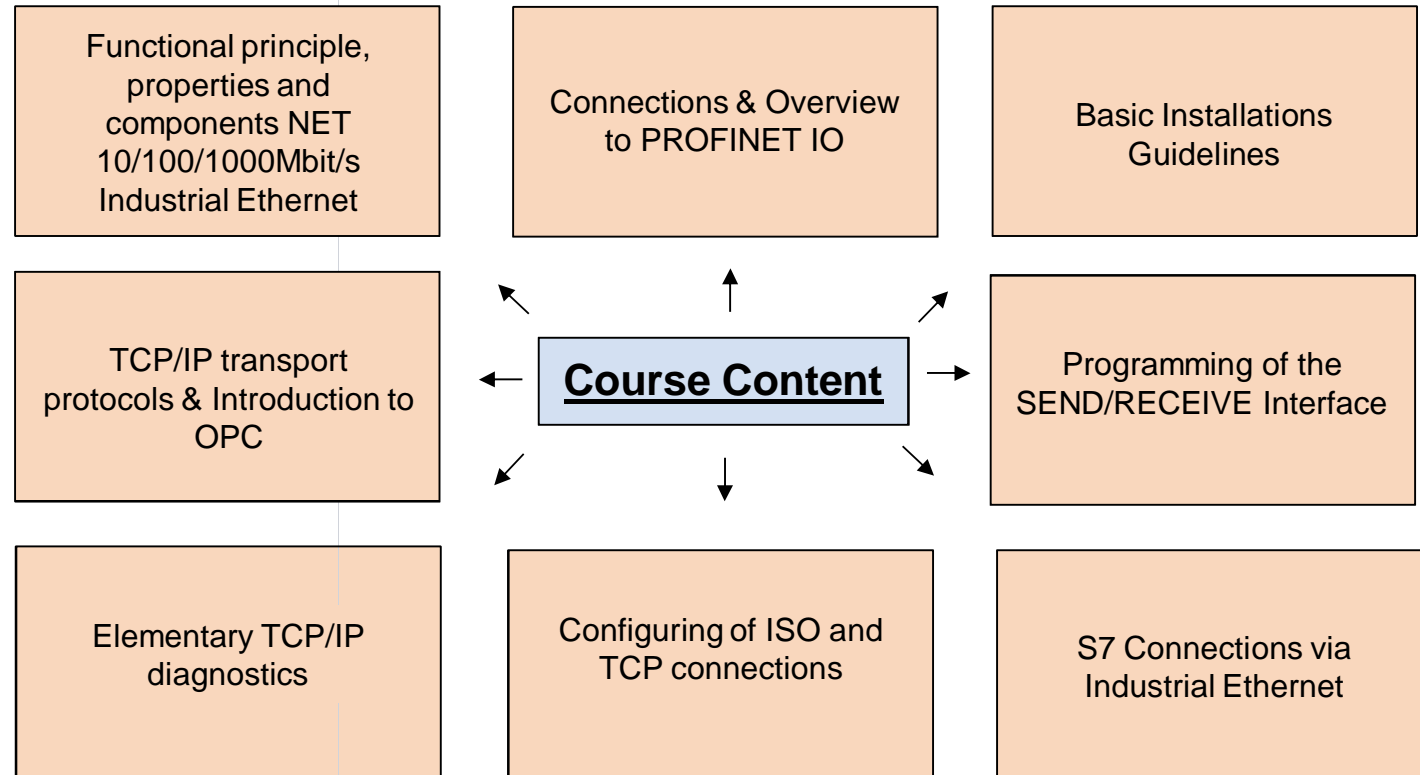 Functional principle,
properties and
components NET
10/100/1000Mbit/s
Industrial Ethernet
Connections & Overview
to PROFINET IO
Basic Installations
Guidelines
TCP/IP transport
protocols & Introduction to
OPC
Course Content
Programming of the
SEND/RECEIVE Interface
Elementary TCP/IP
diagnostics
Configuring of ISO and
TCP connections
S7 Connections via
Industrial Ethernet